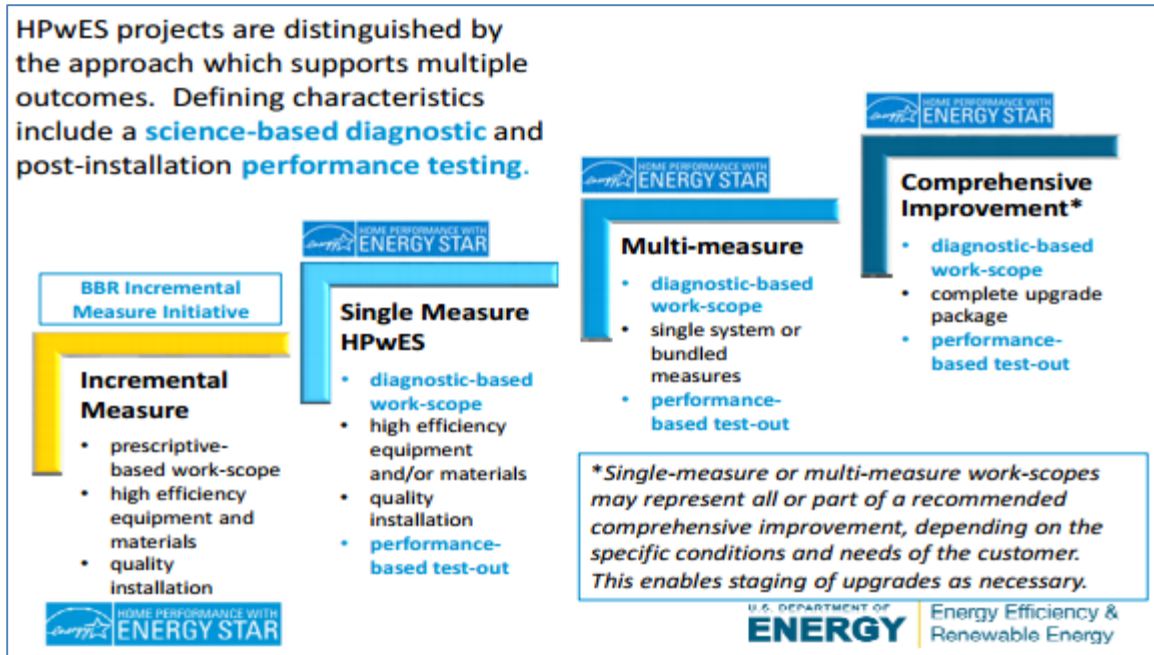 HPwES projects are distinguished by
the approach which supports multiple
outcomes. Defining characteristics
include a science-based diagnostic and
post-installation performance testing.
BBR Incremental
Measure Initiative
Incremental
Measure
• prescriptive-
based work-scope
• high efficiency
equipment and
materials
• quality
installation
HOME PERFORMANCE WITH
ENERGY STAR
HOME PERFORMANCE WITH
ENERGY STAR
Single Measure
HPwES
• diagnostic-based
work-scope
• high efficiency
equipment
and/or materials
• quality
installation
• performance-
based test-out
HOME PERFORMANCE WITH
ENERGY STAR
Multi-measure
• diagnostic-based
work-scope
• single system or
bundled
measures
• performance-
based test-out
HOME PERFORMANCE WITH
ENERGY STAR
Comprehensive
Improvement*
• diagnostic-based
work-scope
• complete upgrade
package
• performance-
based test-out
*Single-measure or multi-measure work-scopes
may represent all or part of a recommended
comprehensive improvement, depending on the
specific conditions and needs of the customer.
This enables staging of upgrades as necessary.
U.S. DEPARTMENT OF
ENERGY
Energy Efficiency &
Renewable Energy